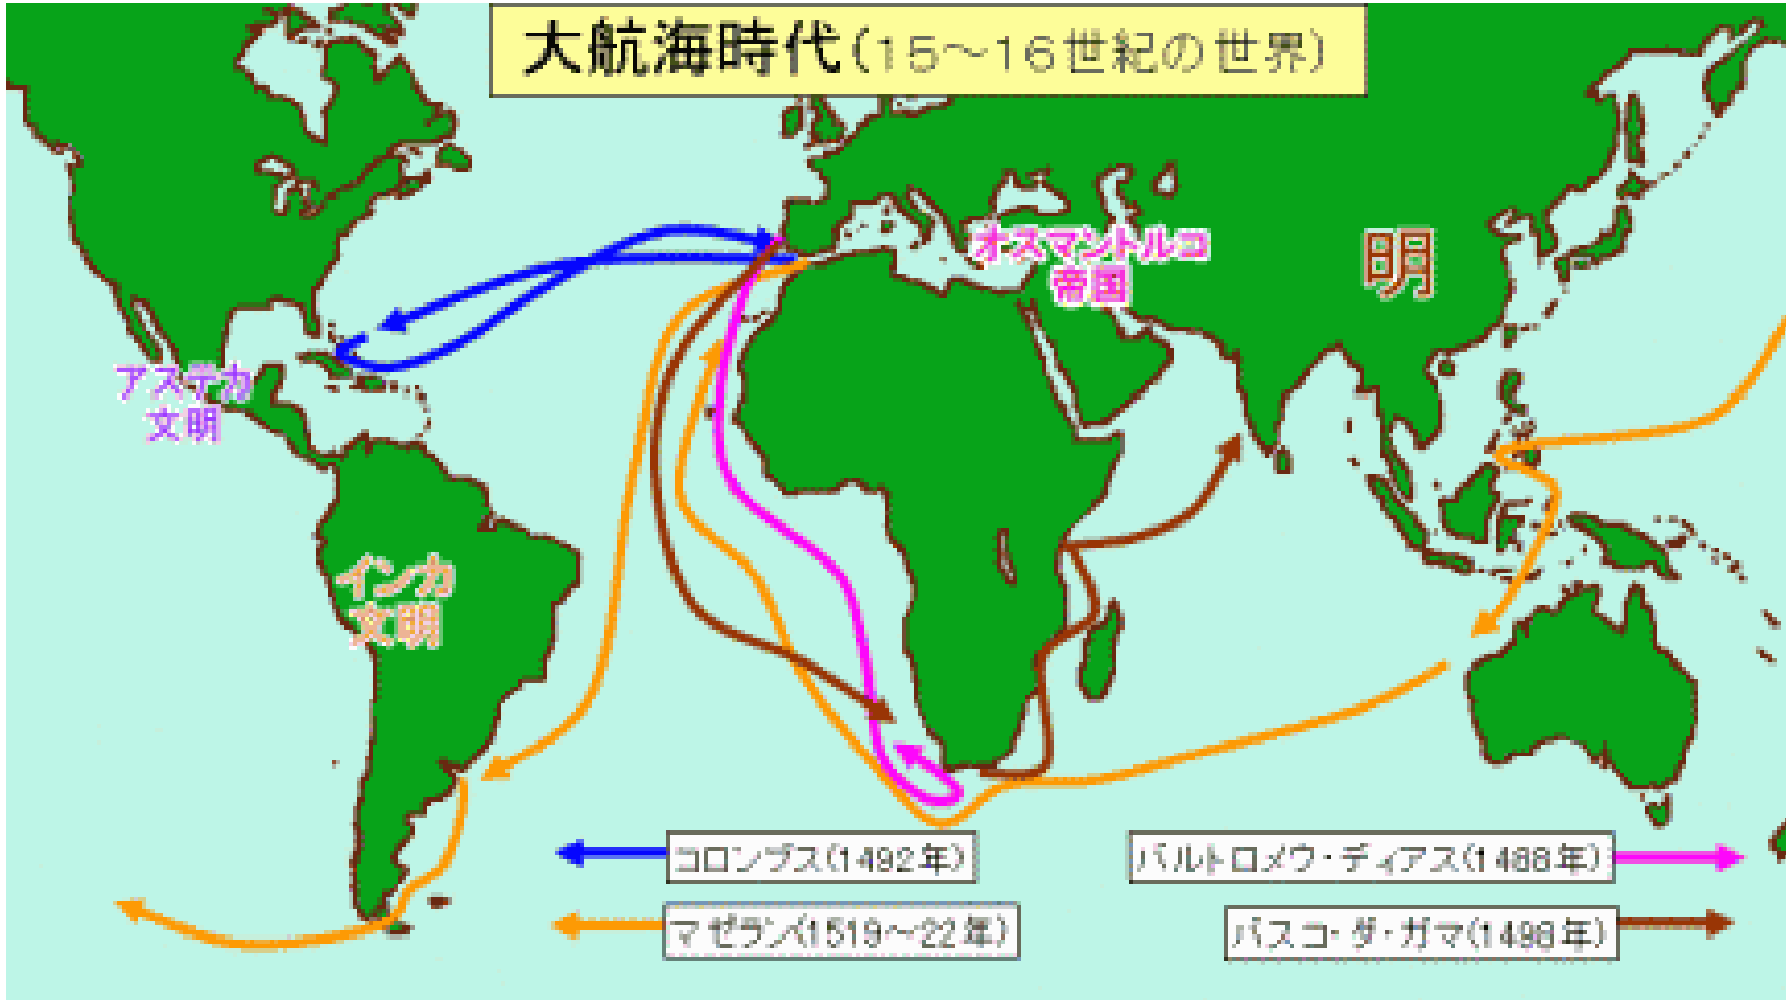 大航海時代(15～16世紀の世界)
オスマントルコ
帝国
明
アステカ
文明
インカ
文明
コロンブス(1492年)
バルトロメウ・ディアス(1488年)
マゼラン(1519～22年)
バスコ・ダ・ガマ(1498年)